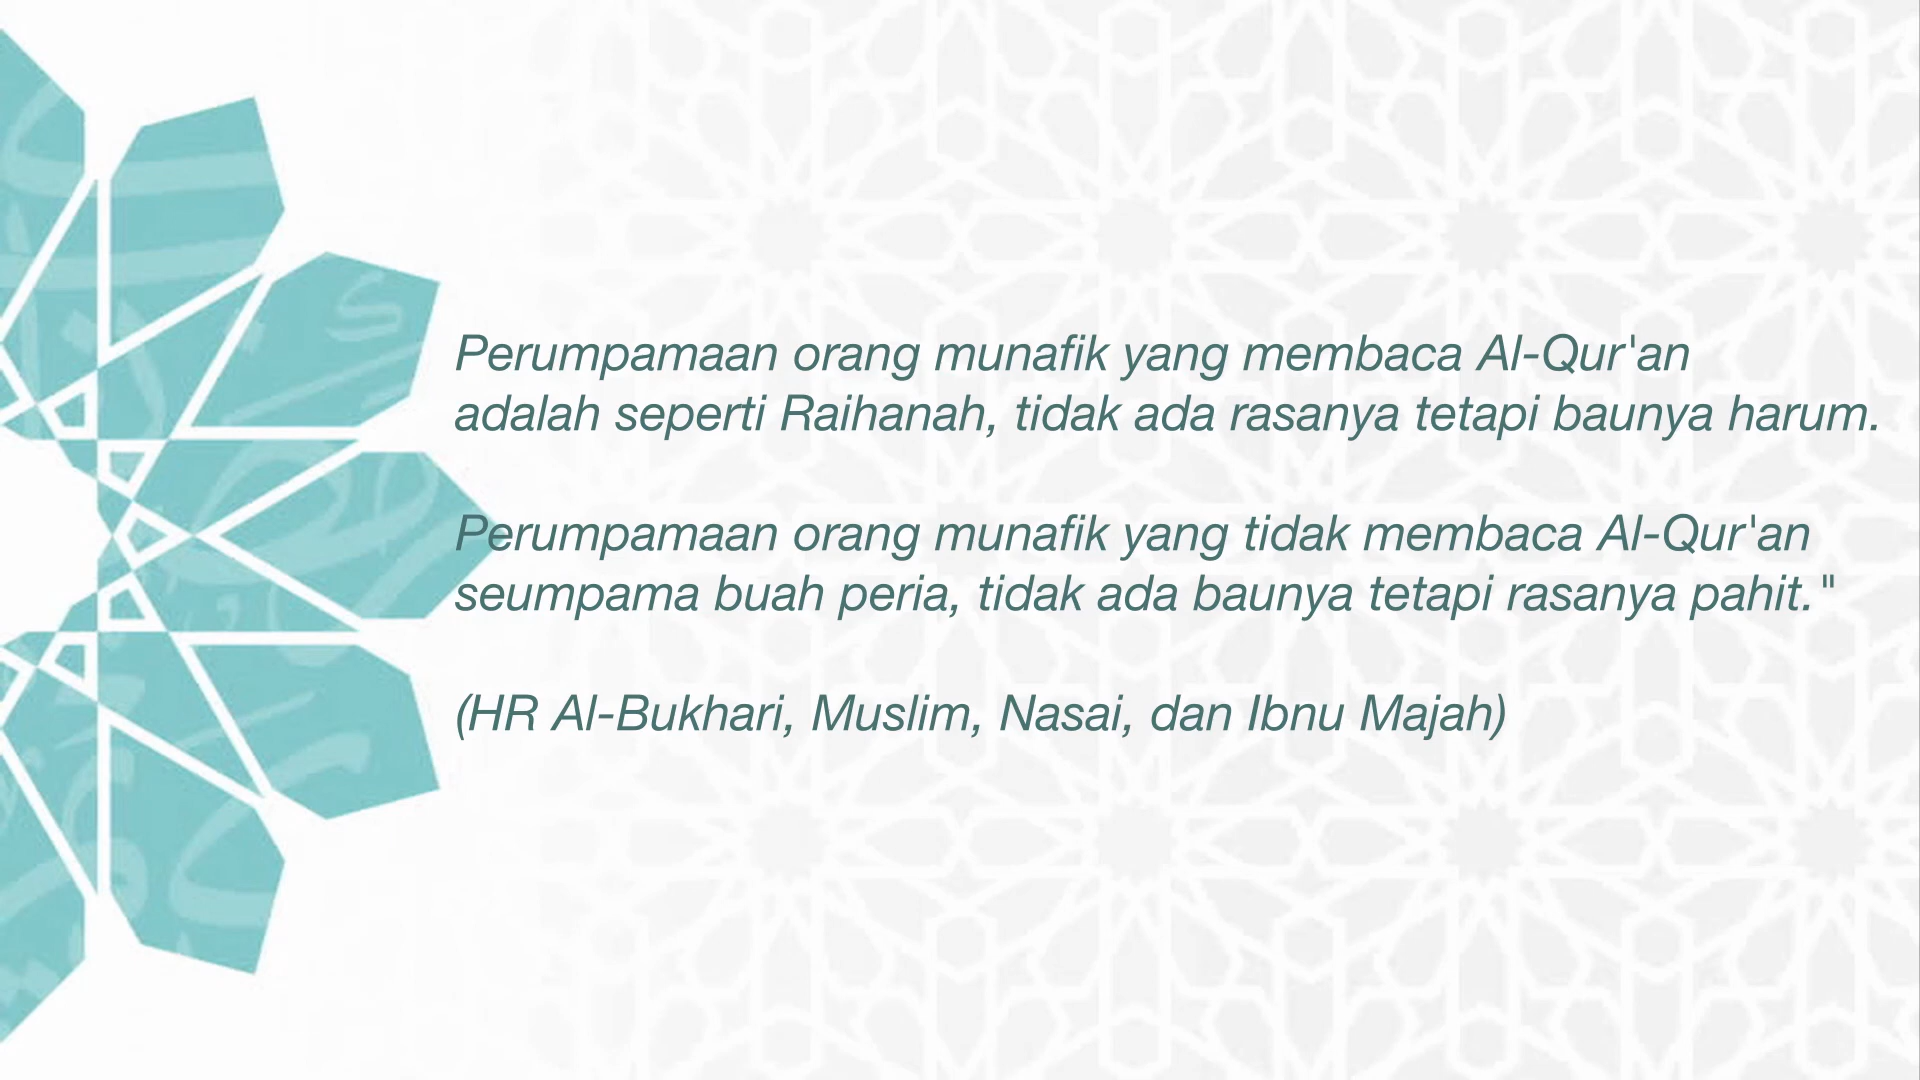 Perumpamaan orang munafik yang membaca Al-Qur'an
adalah seperti Raihanah, tidak ada rasanya tetapi baunya harum.
Perumpamaan orang munafik yang tidak membaca Al-Qur'an
seumpama buah peria, tidak ada baunya tetapi rasanya pahit."
(HR Al-Bukhari, Muslim, Nasai, dan Ibnu Majah)